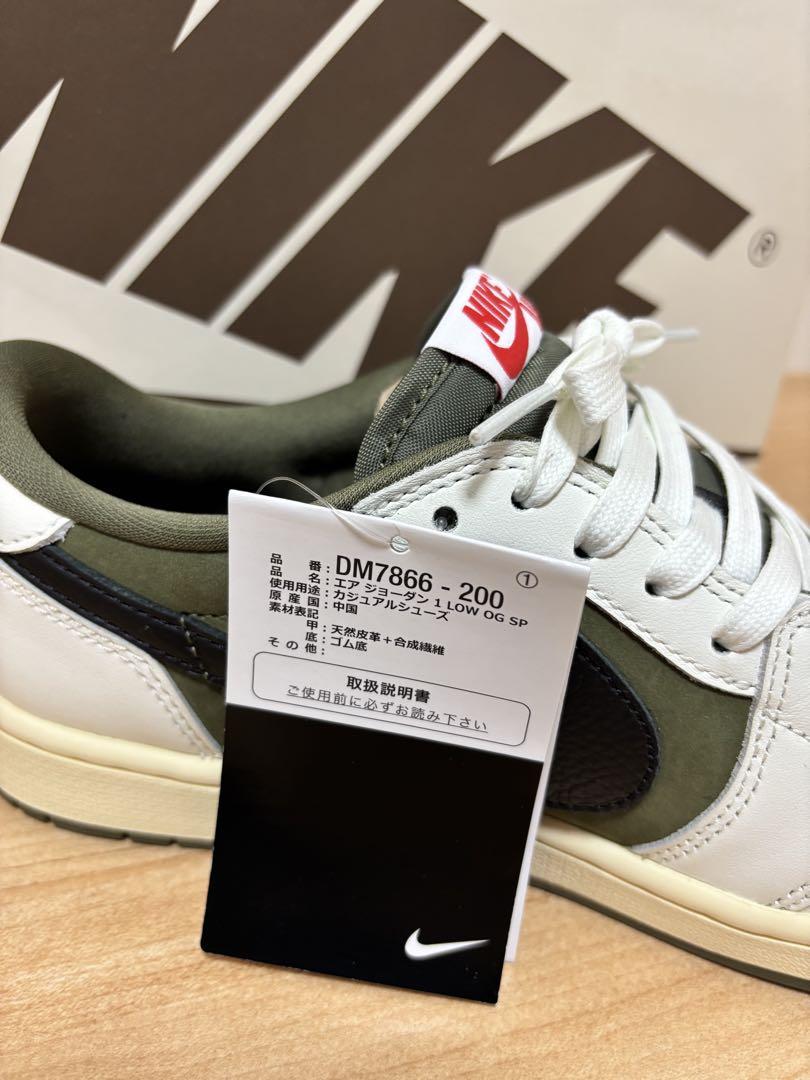 NIKE
®
NIKE
品 番：DM7866 - 200 ①
品 名：エア ジョーダン 1 LOW OG SP
使用用途：カジュアルシューズ
原 産 国：中国
素材表記
甲：天然皮革＋合成繊維
底：ゴム底
そ の 他：
取扱説明書
ご使用前に必ずお読み下さい